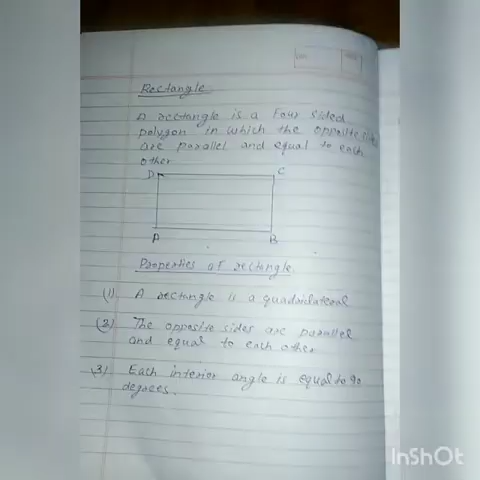 Rectangle
A rectangle is a Four sided
polygon in which the opposite sides
are parallel and equal to each
other
D C
A B
Properties of rectangle
(1) A rectangle is a quadrilateral
(2) The opposite sides are parallel
and equal to each other
(3) Each interior angle is equal to 90
degrees.
InShOt